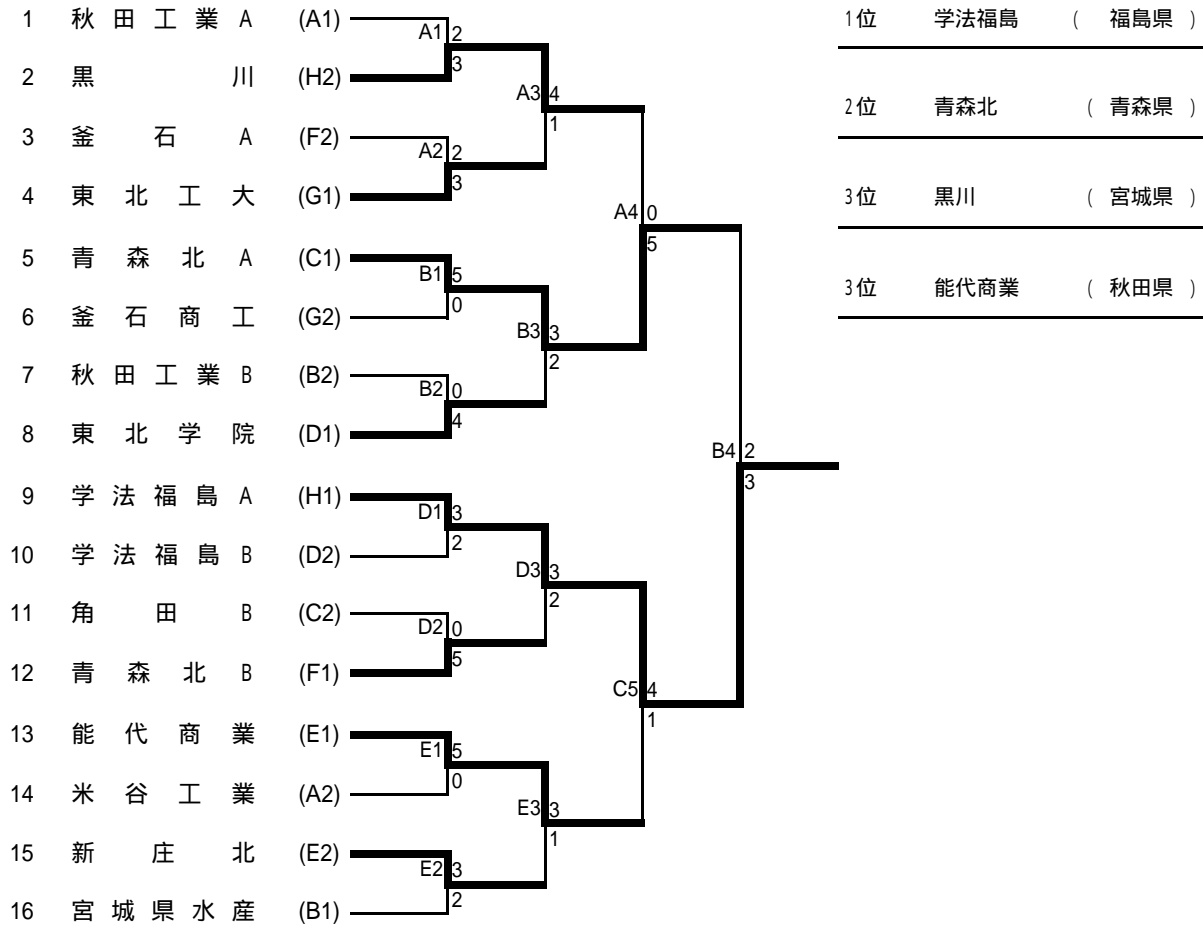 1 秋田工業A (A1)
A1 2
3
2 黒川 (H2)
A3 4
1
3 釜石A (F2)
A2 2
3
4 東北工大 (G1)
A4 0
5
5 青森北A (C1)
B1 5
0
6 釜石商工 (G2)
B3 3
2
7 秋田工業B (B2)
B2 0
4
8 東北学院 (D1)
B4 2
3
9 学法福島A (H1)
D1 3
2
10 学法福島B (D2)
D3 3
2
11 角田B (C2)
D2 0
5
12 青森北B (F1)
C5 4
1
13 能代商業 (E1)
E1 5
0
14 米谷工業 (A2)
E3 3
1
15 新庄北 (E2)
E2 3
2
16 宮城県水産 (B1)
1位 学法福島 ( 福島県 )
2位 青森北 ( 青森県 )
3位 黒川 ( 宮城県 )
3位 能代商業 ( 秋田県 )